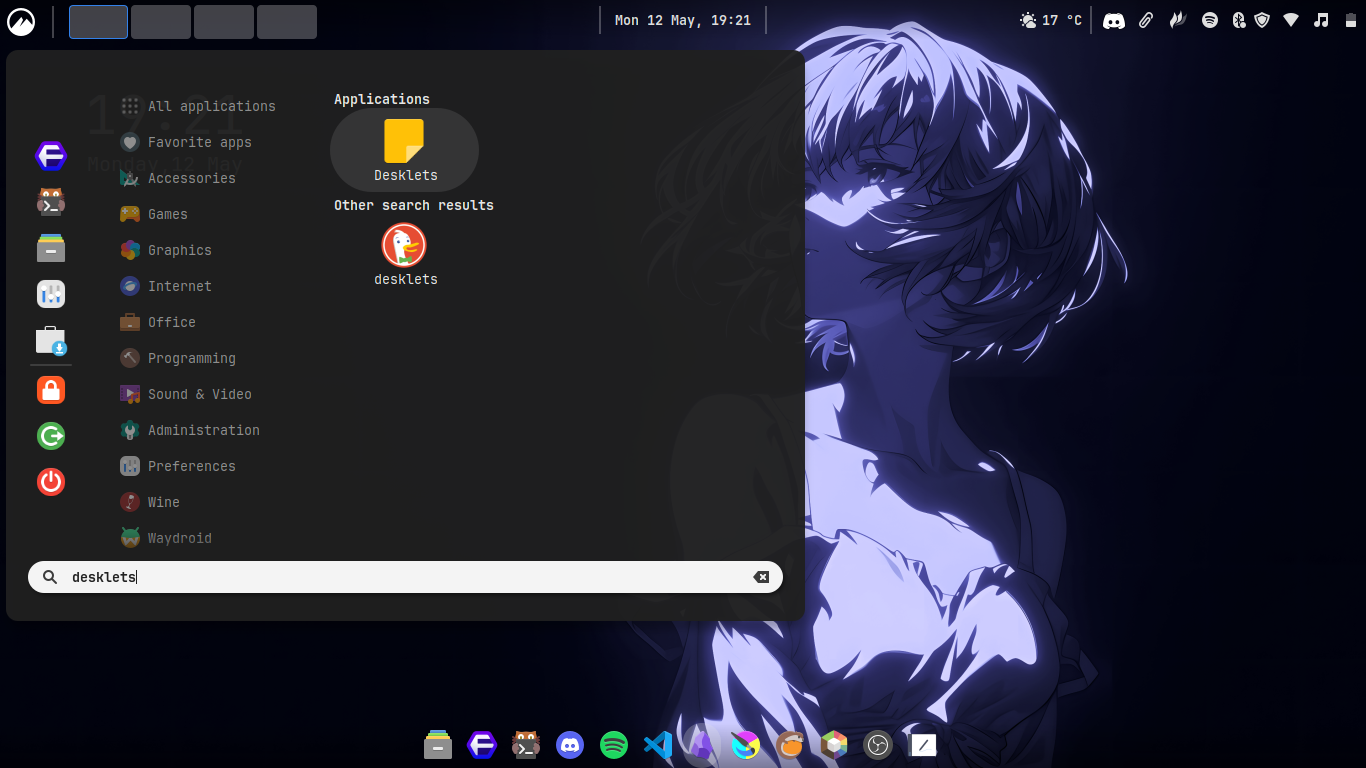 Mon 12 May, 19:21
17 °C
19:21
Monday 12 May
All applications
Favorite apps
Accessories
Games
Graphics
Internet
Office
Programming
Sound & Video
Administration
Preferences
Wine
Waydroid
Applications
Desklets
Other search results
desklets
desklets